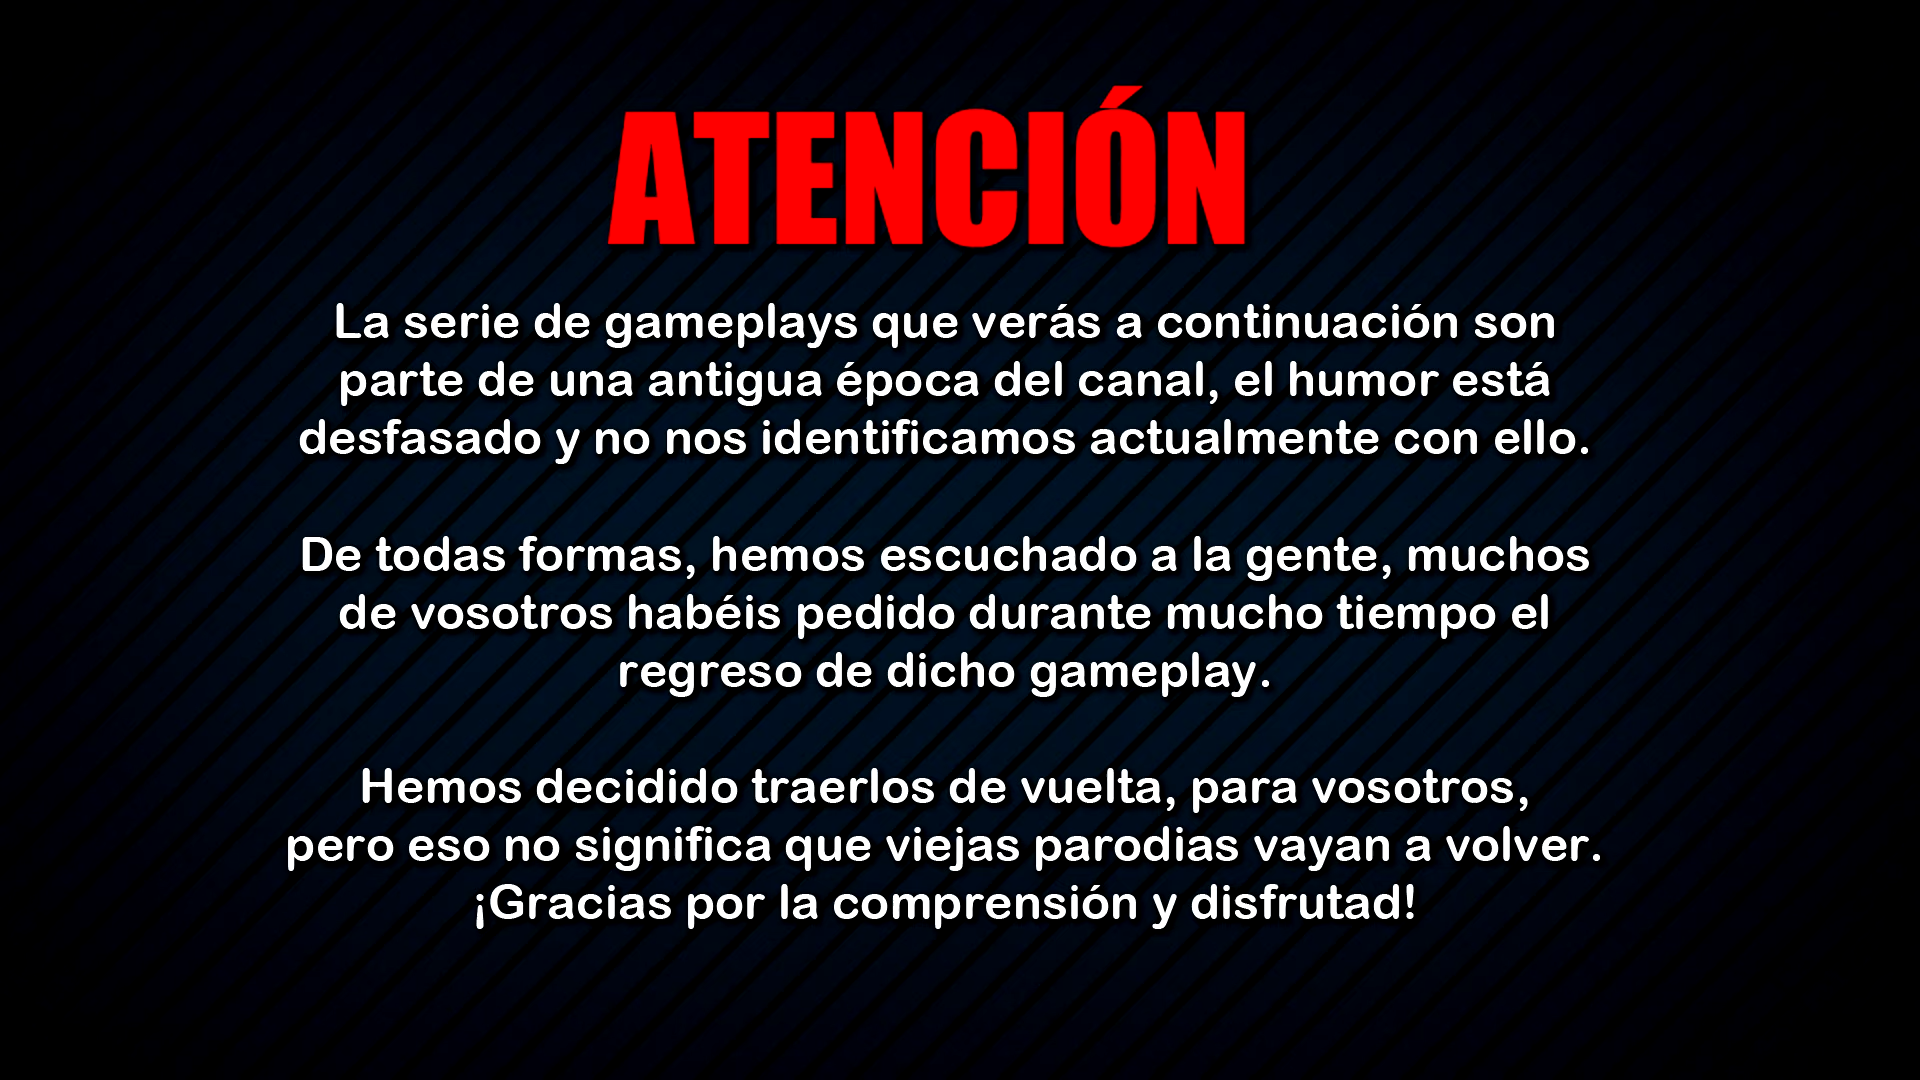 ATENCIÓN
La serie de gameplays que verás a continuación son
parte de una antigua época del canal, el humor está
desfasado y no nos identificamos actualmente con ello.
De todas formas, hemos escuchado a la gente, muchos
de vosotros habéis pedido durante mucho tiempo el
regreso de dicho gameplay.
Hemos decidido traerlos de vuelta, para vosotros,
pero eso no significa que viejas parodias vayan a volver.
¡Gracias por la comprensión y disfrutad!